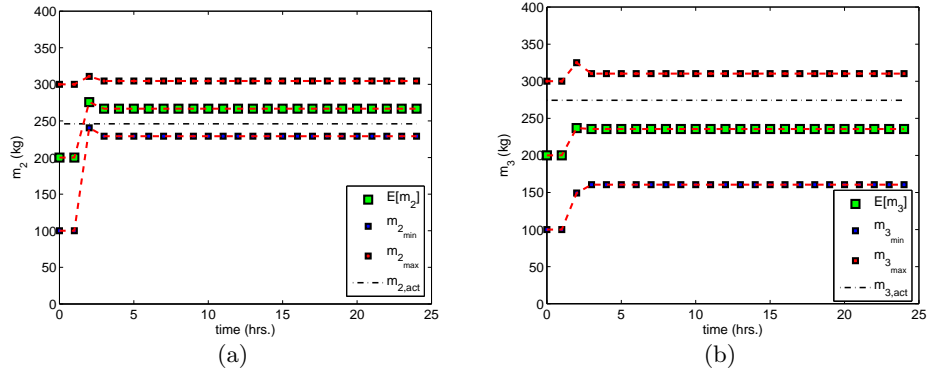 400
350
300
250
200
150
100
50
0
m2 (kg)
0 5 10 15 20 25
time (hrs.)
E[m2]
m2min
m2max
m2,act
(a)
400
350
300
250
200
150
100
50
0
m3 (kg)
0 5 10 15 20 25
time (hrs.)
E[m3]
m3min
m3max
m3,act
(b)